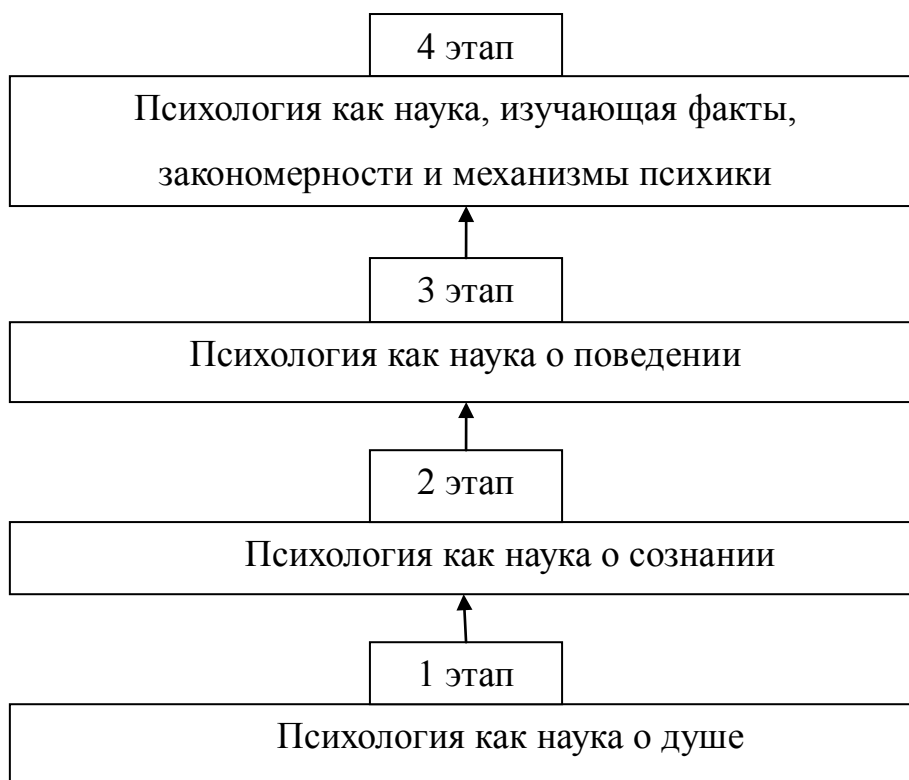 4 этап
Психология как наука, изучающая факты,
закономерности и механизмы психики
3 этап
Психология как наука о поведении
2 этап
Психология как наука о сознании
1 этап
Психология как наука о душе